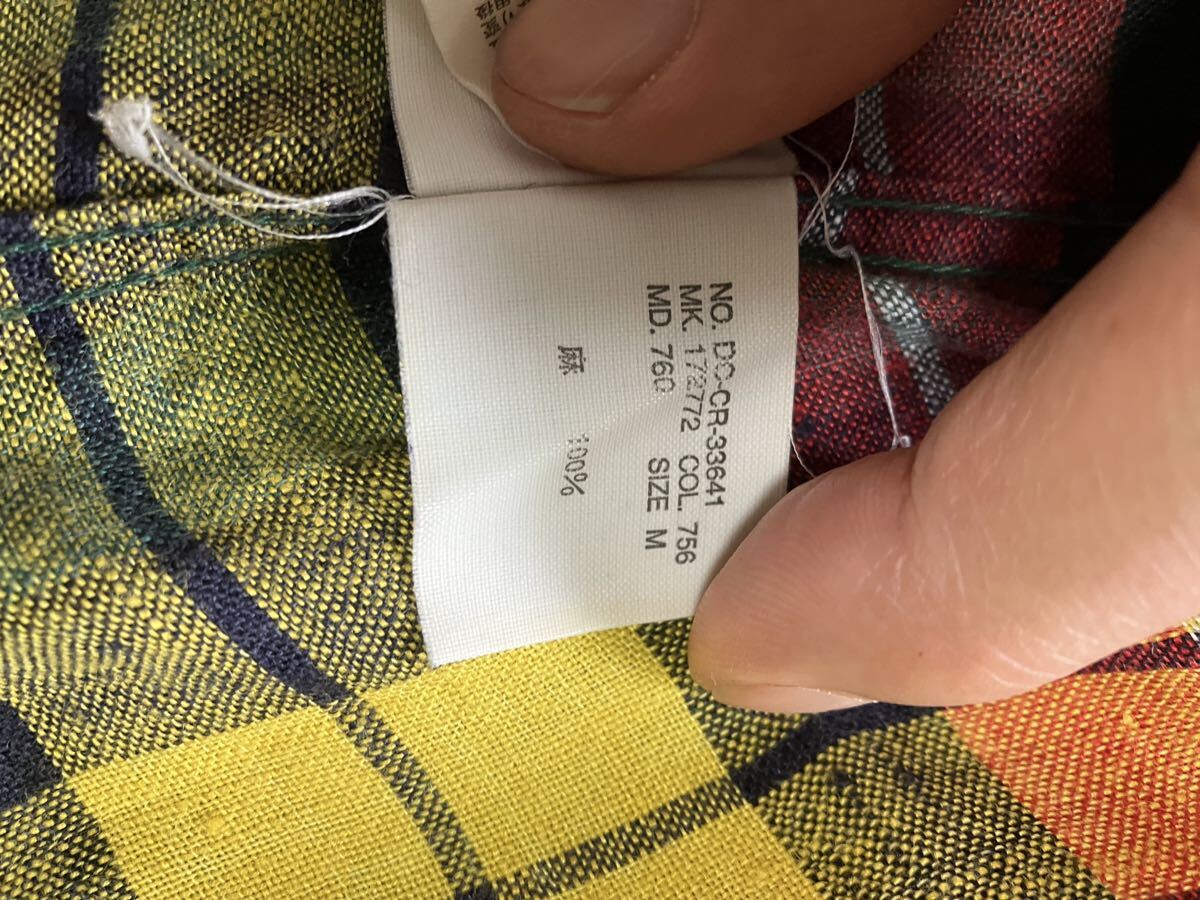 NO. DC-CR-33641
MK. 172772 COL. 756
MD. 760 SIZE M
麻 100%